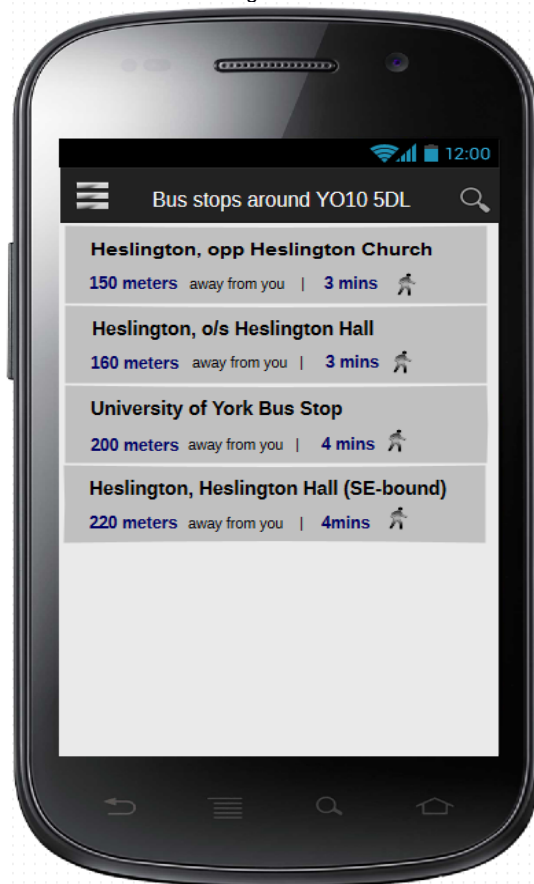 12:00
Bus stops around YO10 5DL
Heslington, opp Heslington Church
150 meters away from you | 3 mins
Heslington, o/s Heslington Hall
160 meters away from you | 3 mins
University of York Bus Stop
200 meters away from you | 4 mins
Heslington, Heslington Hall (SE-bound)
220 meters away from you | 4mins